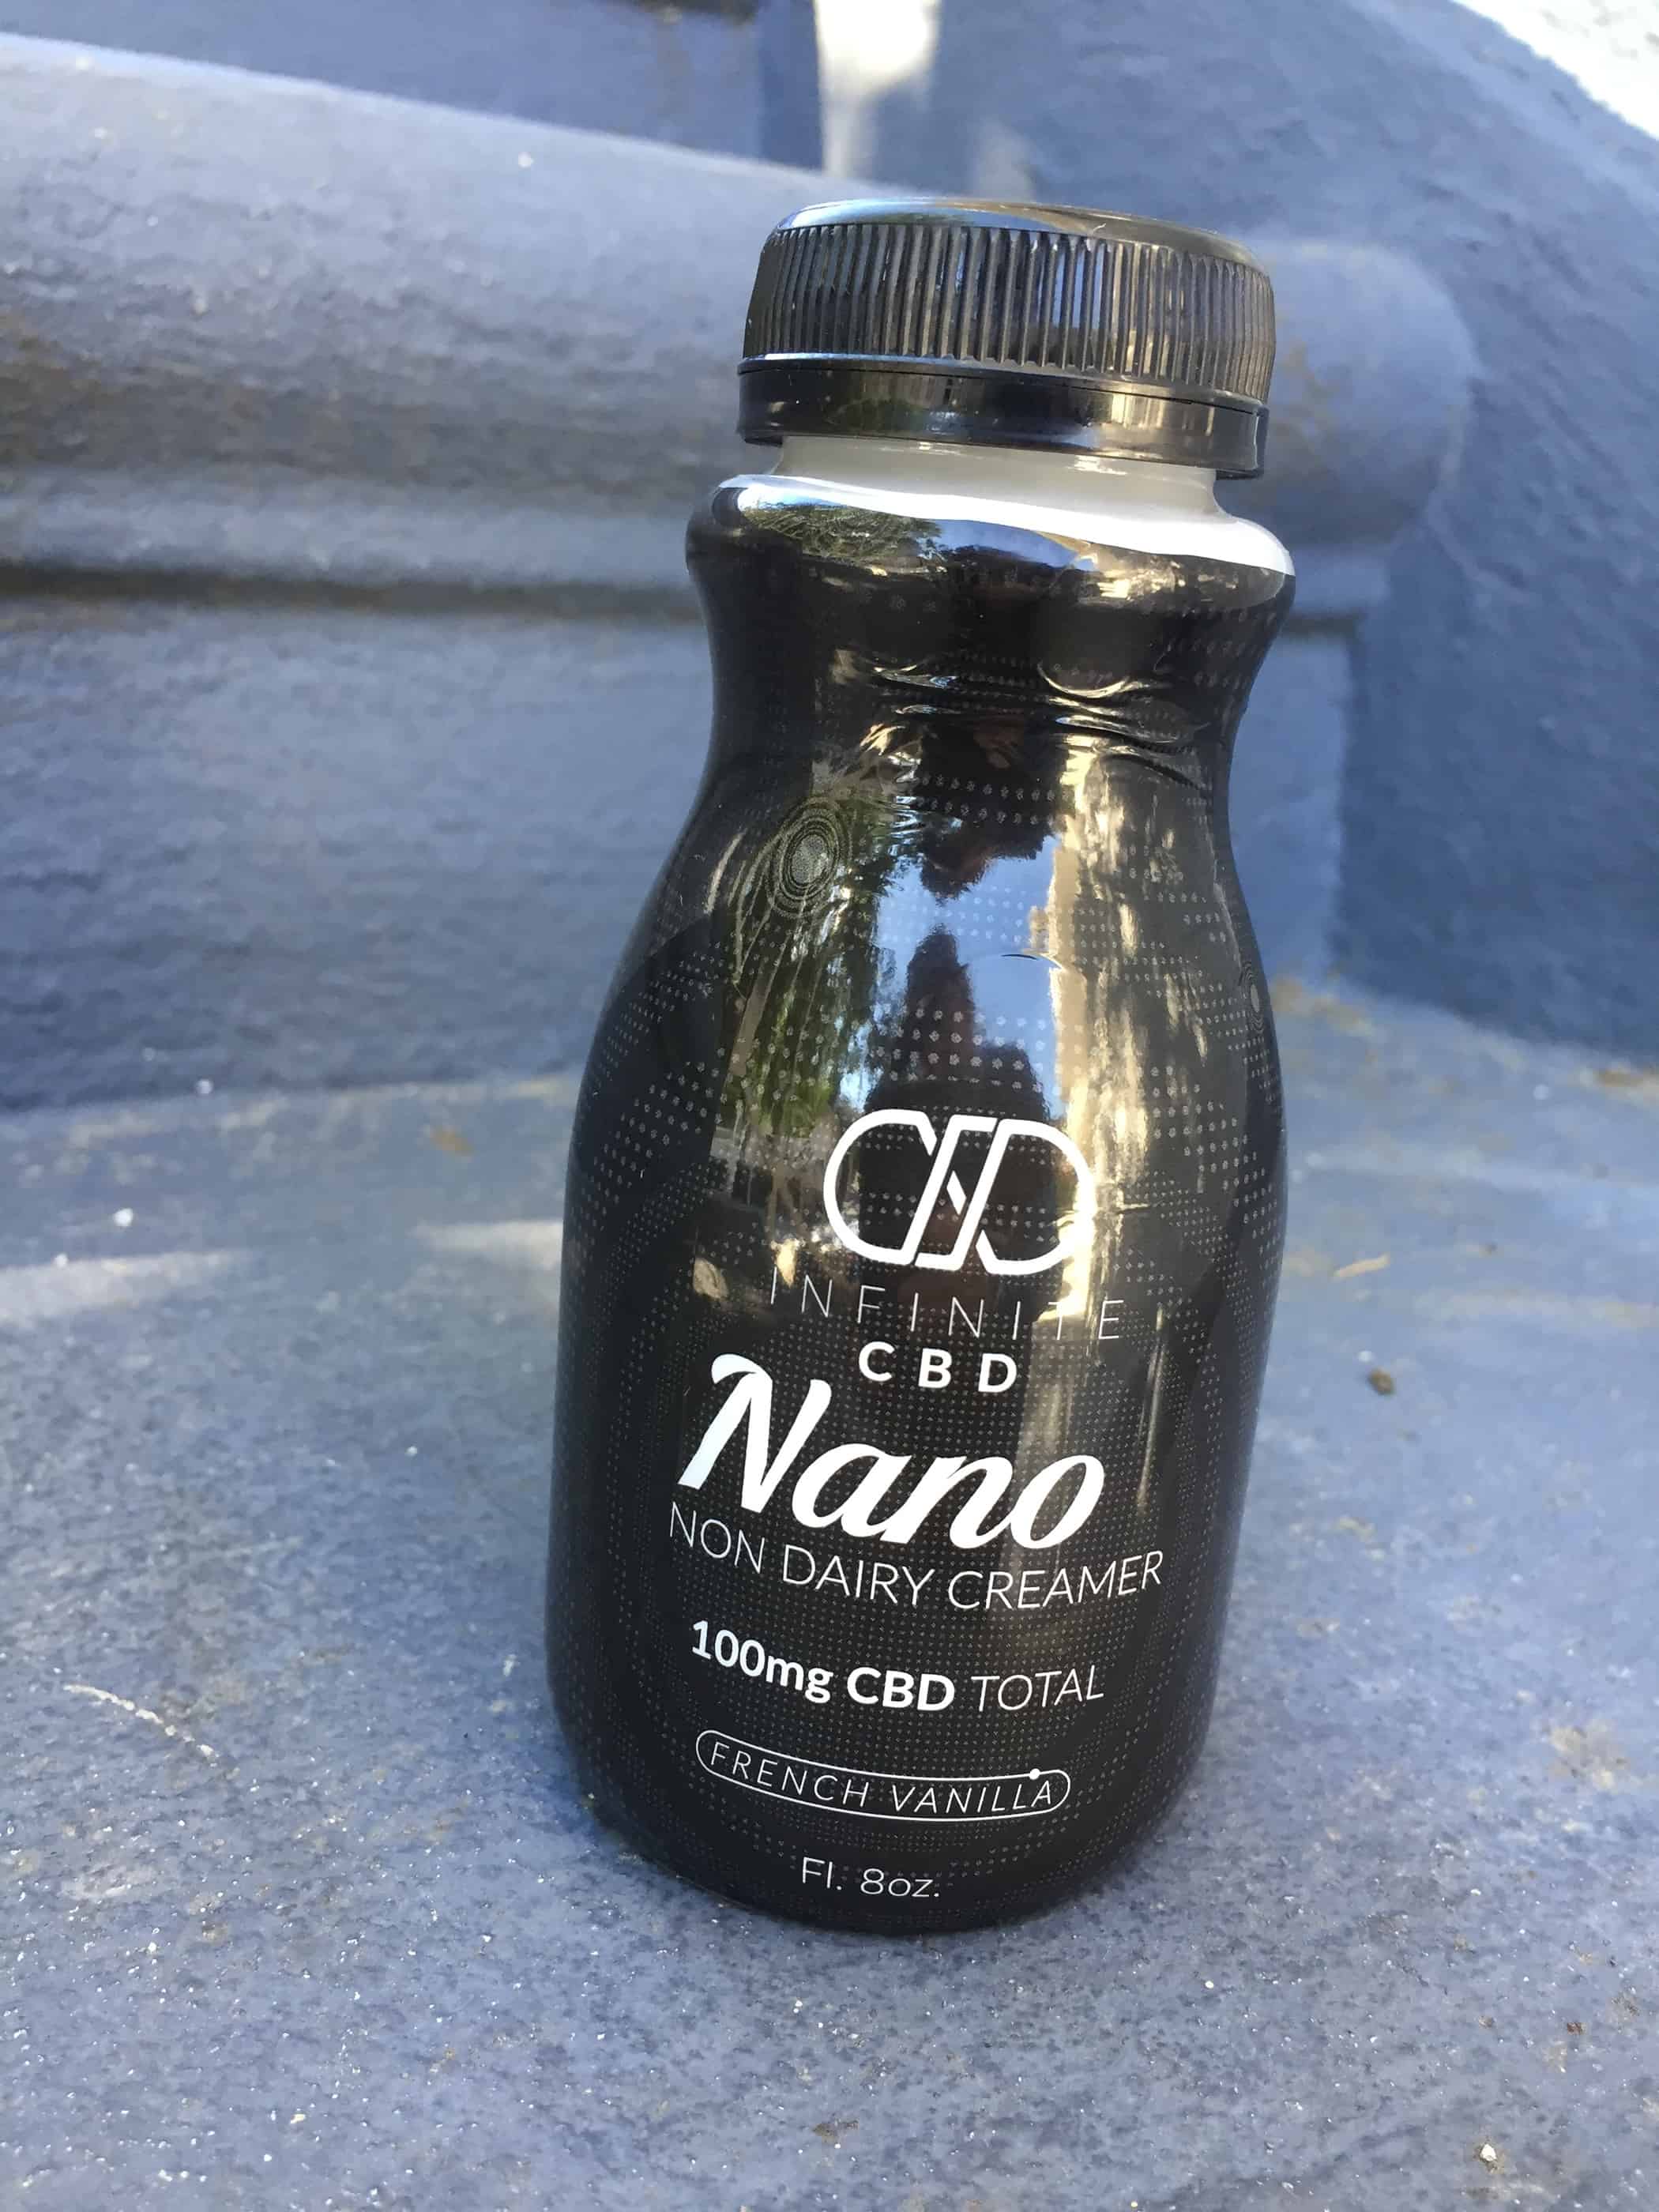 INFINITE
CBD
Nano
NON DAIRY CREAMER
100mg CBD TOTAL
FRENCH VANILLA
Fl. 8oz.